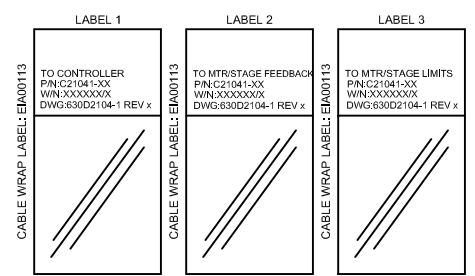 LABEL 1
CABLE WRAP LABEL: EIA00113
TO CONTROLLER
P/N:C21041-XX
W/N:XXXXXX/X
DWG:630D2104-1 REV x
LABEL 2
CABLE WRAP LABEL: EIA00113
TO MTR/STAGE FEEDBACK
P/N:C21041-XX
W/N:XXXXXX/X
DWG:630D2104-1 REV x
LABEL 3
CABLE WRAP LABEL: EIA00113
TO MTR/STAGE LIMITS
P/N:C21041-XX
W/N:XXXXXX/X
DWG:630D2104-1 REV x